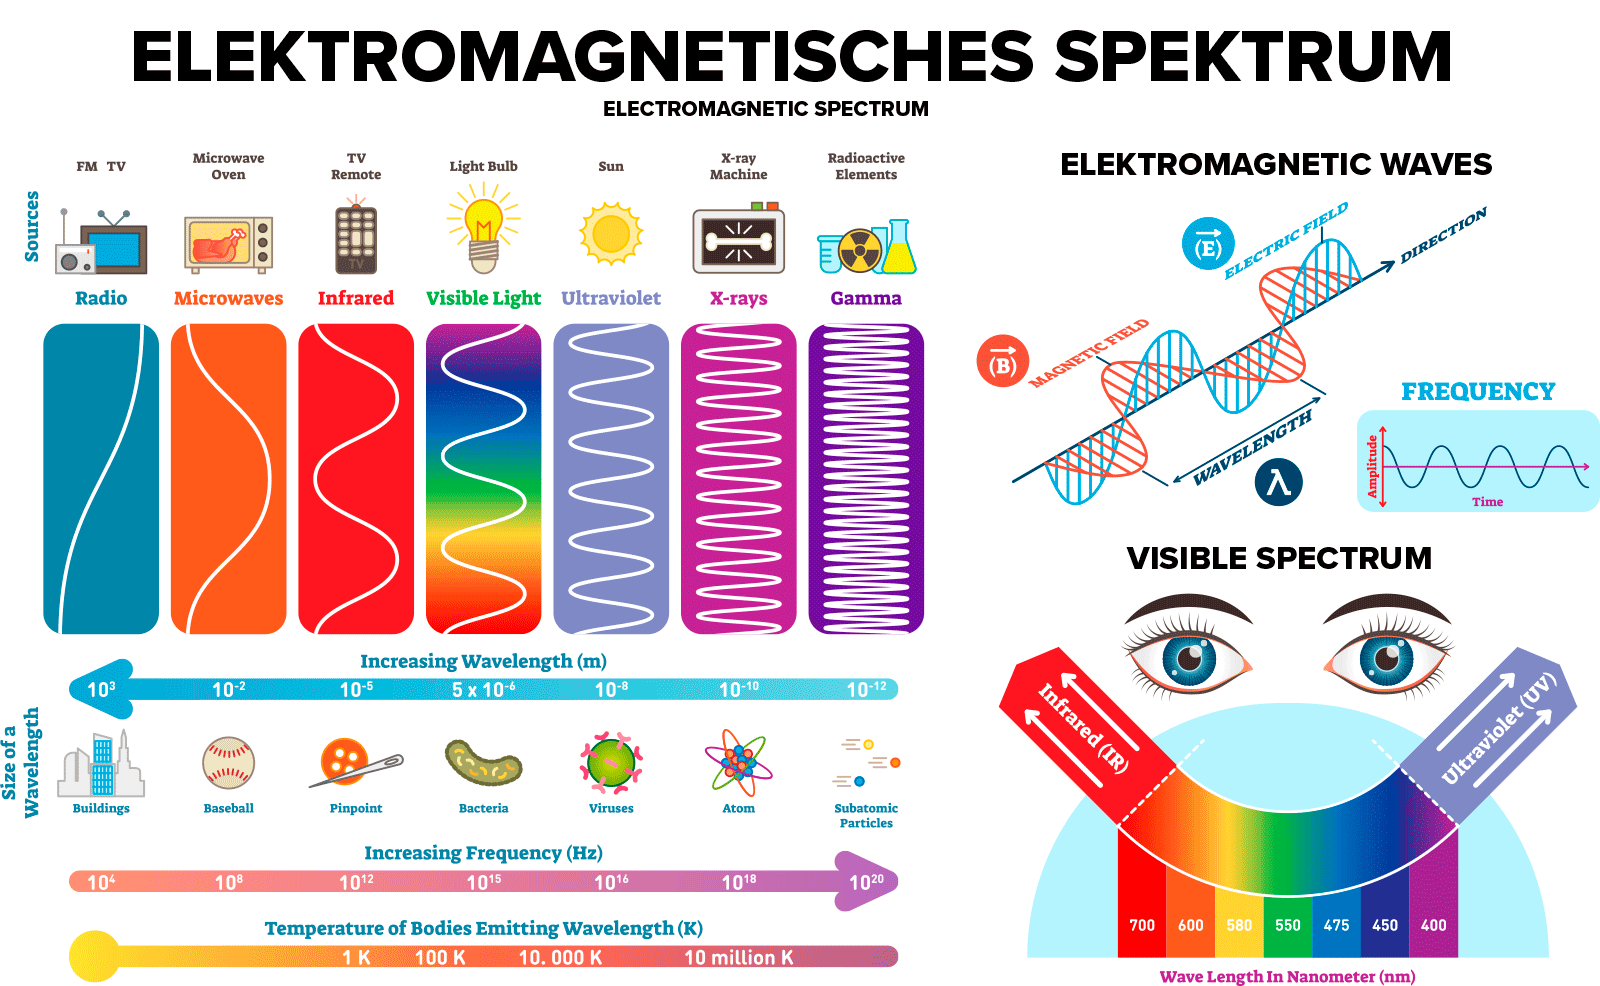 ELEKTROMAGNETISCHES SPEKTRUM
ELECTROMAGNETIC SPECTRUM
Sources
FM TV
Microwave
Oven
TV
Remote
Light Bulb
Sun
X-ray
Machine
Radioactive
Elements
TV
Radio
Microwaves
Infrared
Visible Light
Ultraviolet
X-rays
Gamma
Increasing Wavelength (m)
10³ 10⁻² 10⁻⁵ 5 x 10⁻⁶ 10⁻⁸ 10⁻¹⁰ 10⁻¹²
Size of a
Wavelength
Buildings
Baseball
Pinpoint
Bacteria
Viruses
Atom
Subatomic
Particles
Increasing Frequency (Hz)
10⁴ 10⁸ 10¹² 10¹⁵ 10¹⁶ 10¹⁸ 10²⁰
Temperature of Bodies Emitting Wavelength (K)
1 K 100 K 10. 000 K 10 million K
ELEKTROMAGNETIC WAVES
(E)
ELECTRIC FIELD
DIRECTION
(B)
MAGNETIC FIELD
WAVELENGTH
λ
FREQUENCY
Amplitude
Time
VISIBLE SPECTRUM
Infrared (IR)
Ultraviolet (UV)
700 600 580 550 475 450 400
Wave Length In Nanometer (nm)